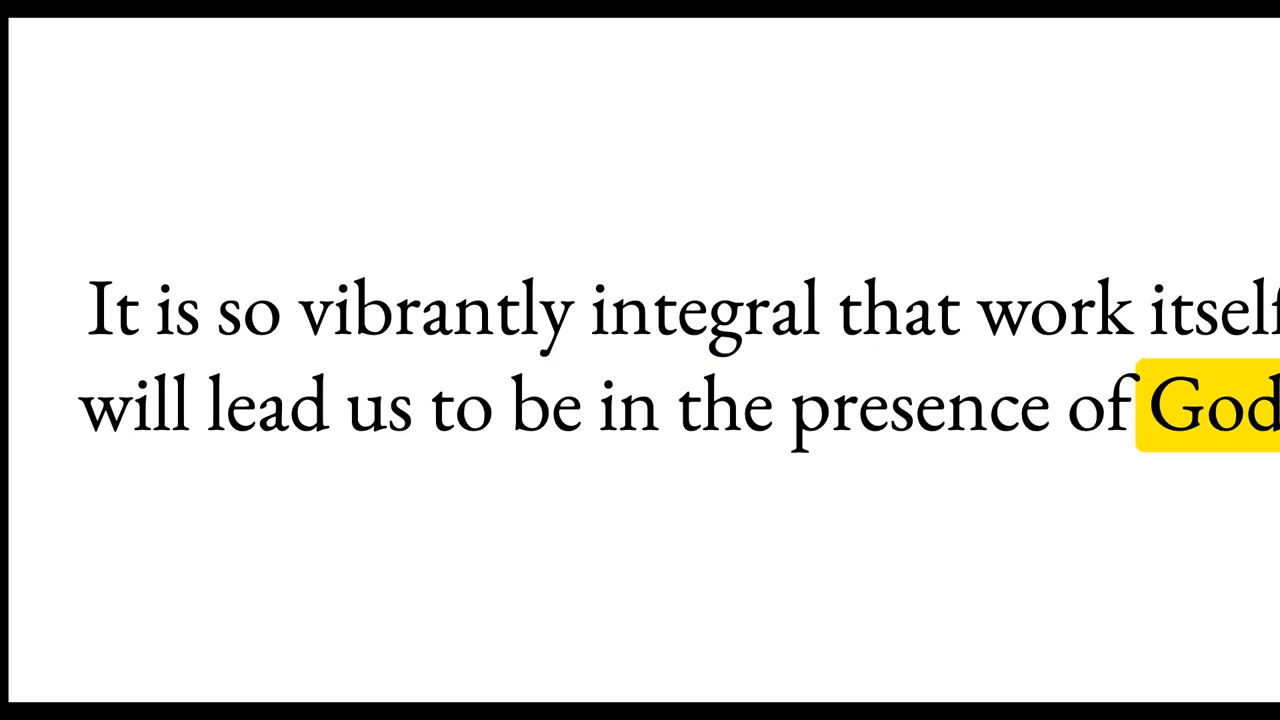 It is so vibrantly integral that work itself
will lead us to be in the presence of God